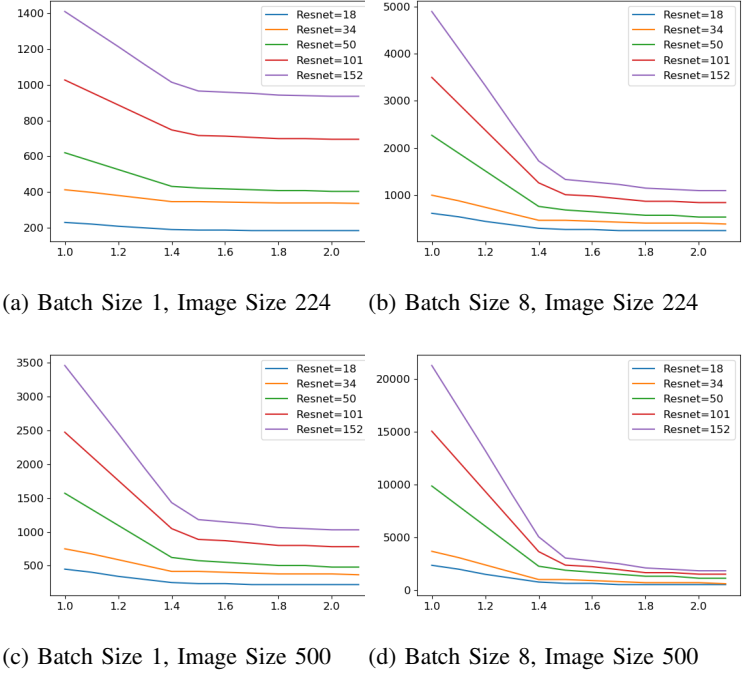 1400
1200
1000
800
600
400
200
1.0 1.2 1.4 1.6 1.8 2.0
Resnet=18
Resnet=34
Resnet=50
Resnet=101
Resnet=152
(a) Batch Size 1, Image Size 224
5000
4000
3000
2000
1000
1.0 1.2 1.4 1.6 1.8 2.0
Resnet=18
Resnet=34
Resnet=50
Resnet=101
Resnet=152
(b) Batch Size 8, Image Size 224
3500
3000
2500
2000
1500
1000
500
1.0 1.2 1.4 1.6 1.8 2.0
Resnet=18
Resnet=34
Resnet=50
Resnet=101
Resnet=152
(c) Batch Size 1, Image Size 500
20000
15000
10000
5000
0
1.0 1.2 1.4 1.6 1.8 2.0
Resnet=18
Resnet=34
Resnet=50
Resnet=101
Resnet=152
(d) Batch Size 8, Image Size 500